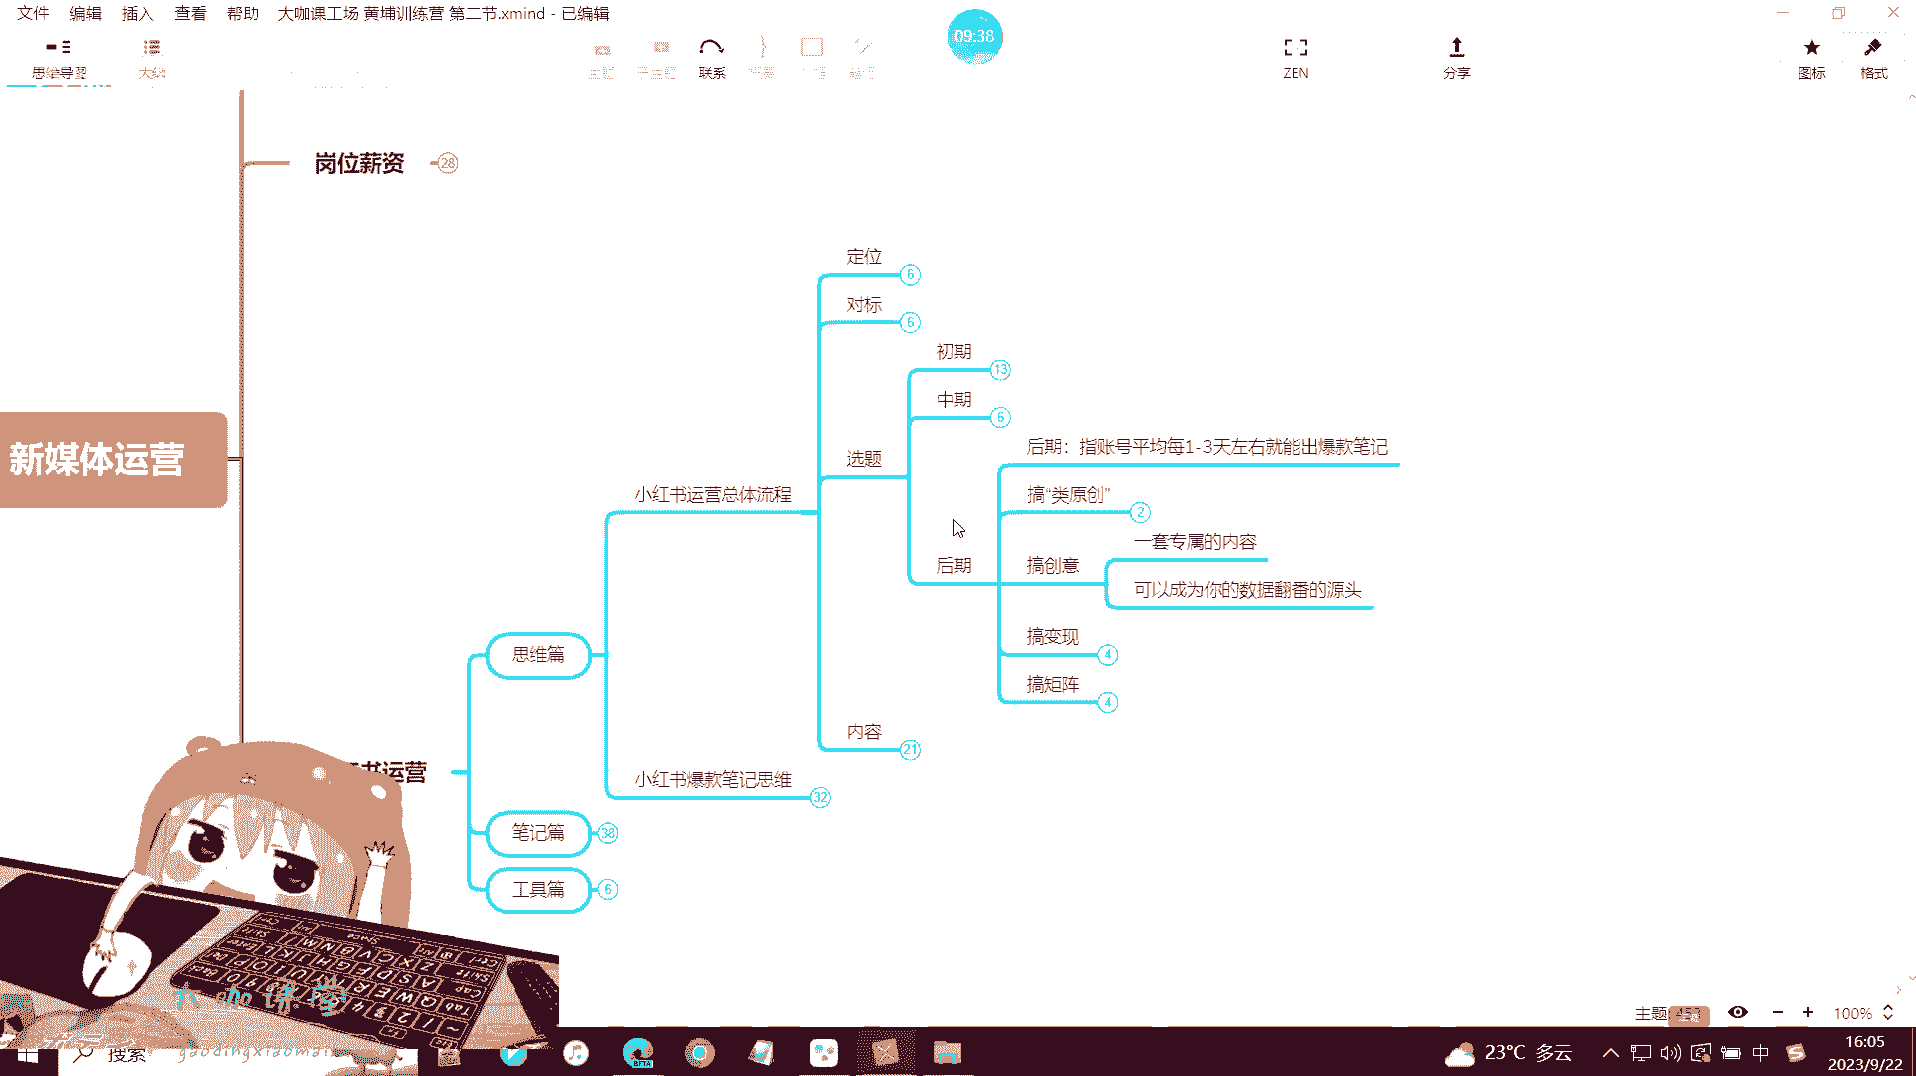 文件 编辑 插入 查看 帮助 大咖课工场 黄埔训练营 第二节.xmind - 已编辑
09:38
思维导图 大纲 联系 ZEN 分享 图标 格式
岗位薪资 28
定位 6
对标 6
初期 13
中期 6
后期：指账号平均每1-3天左右就能出爆款笔记
新媒体运营
选题
小红书运营总体流程
搞“类原创” 2
一套专属的内容
后期
搞创意
可以成为你的数据翻番的源头
搞变现 4
思维篇
搞矩阵 4
内容 21
书运营
小红书爆款笔记思维 32
笔记篇 38
工具篇 6
主题:
100%
搜索
gaodingxiaomai
BETA
23°C 多云
中
16:05
2023/9/22